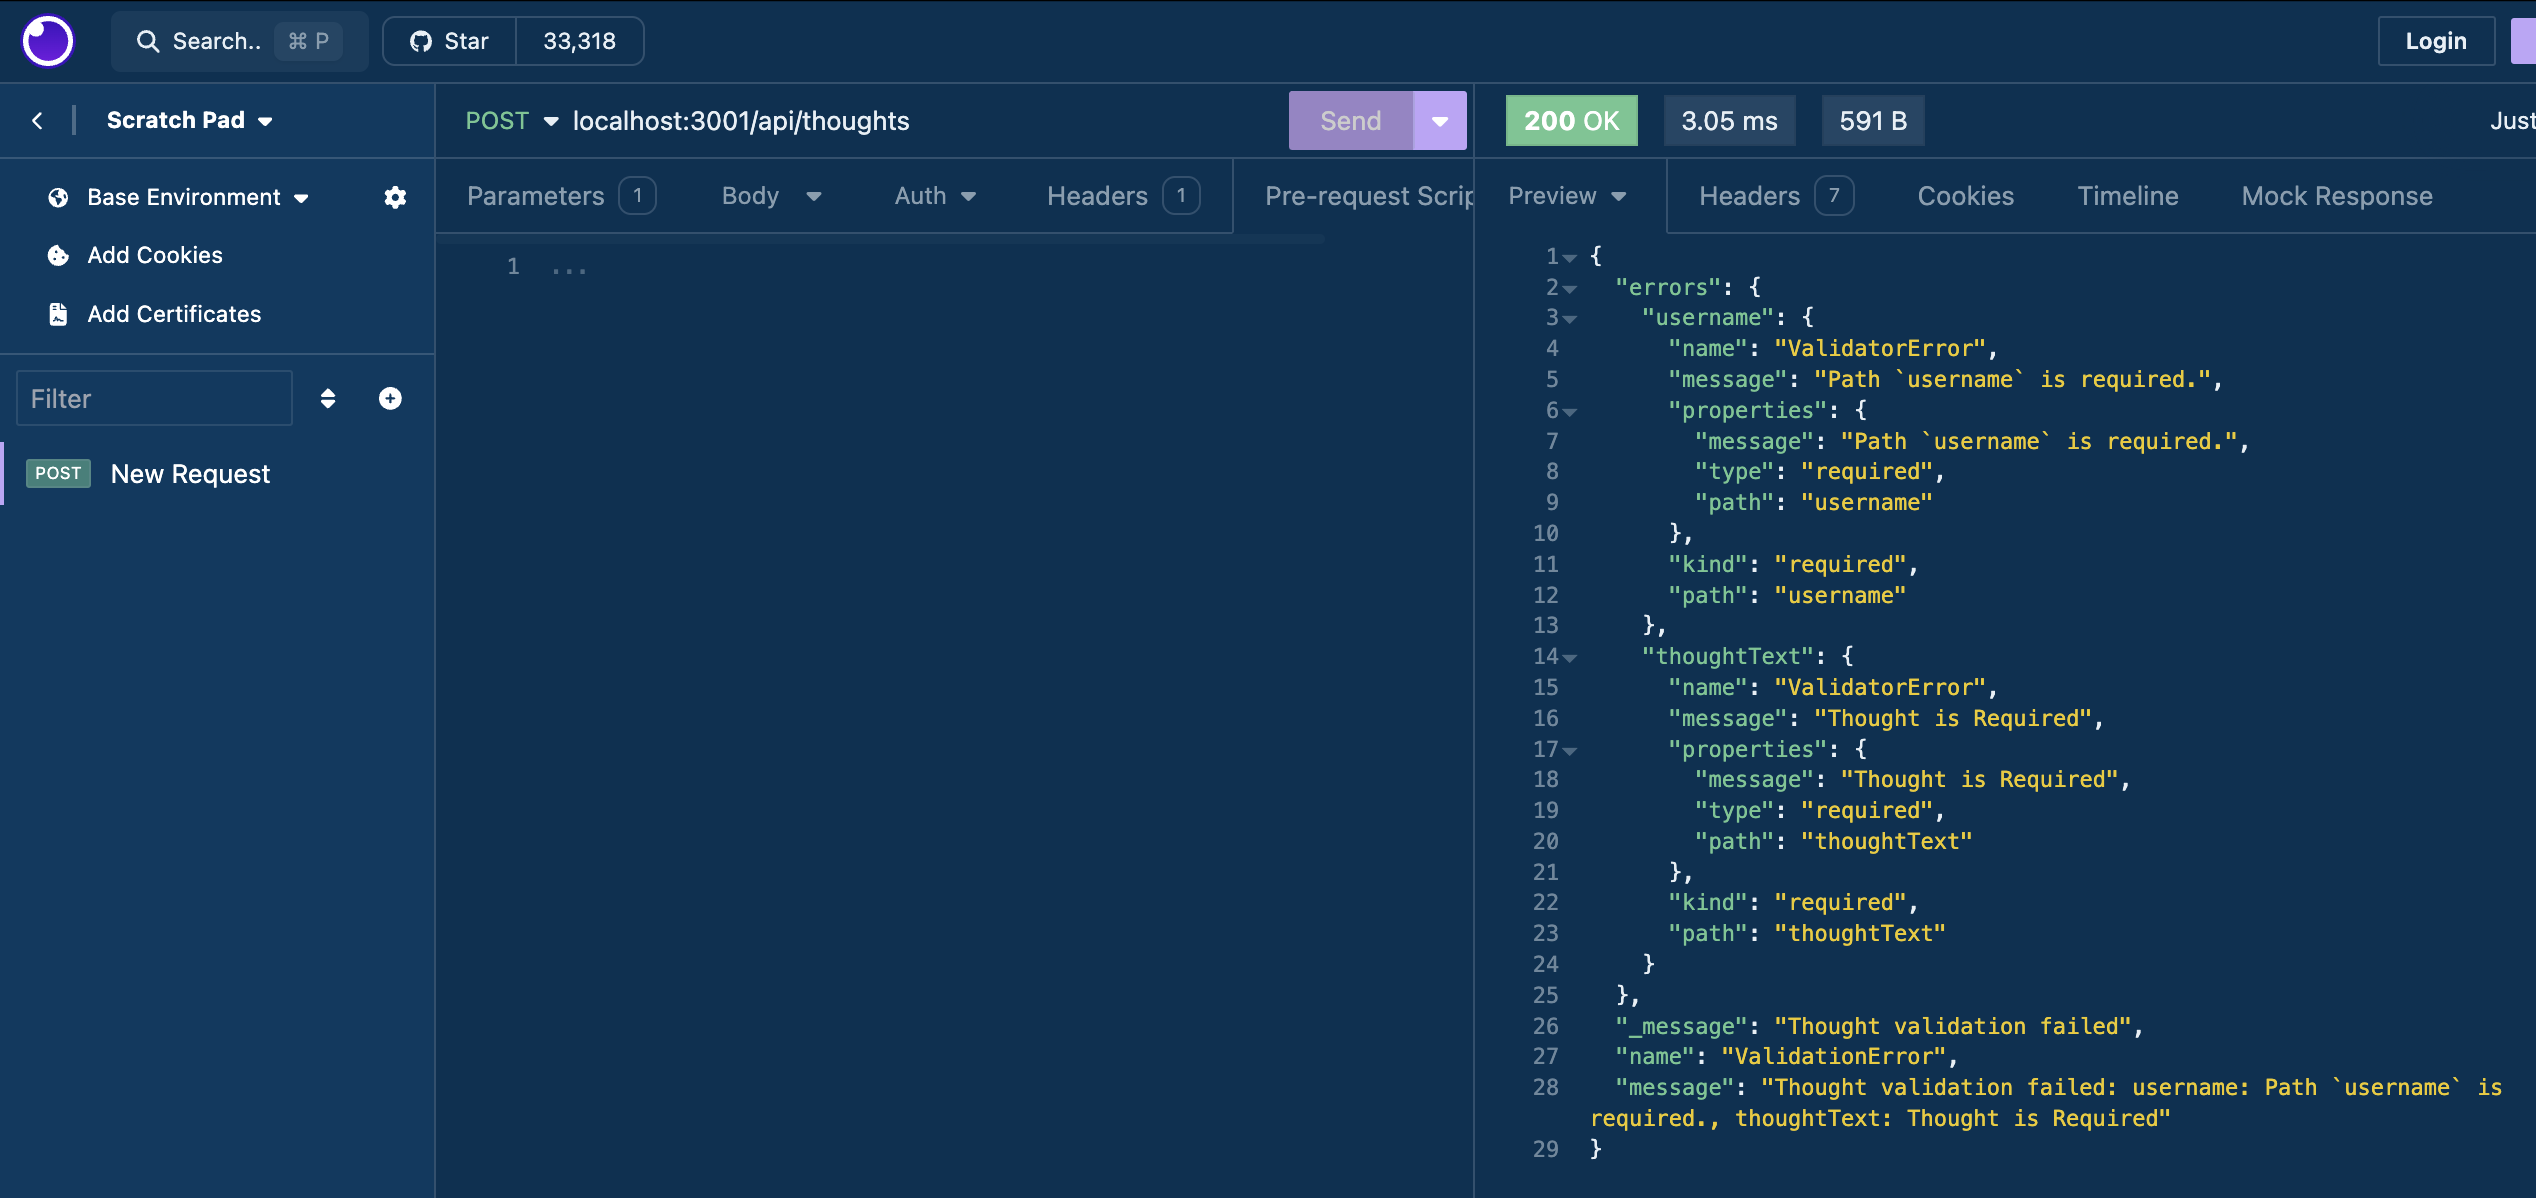 Search.. ⌘ P
Star 33,318
Login
Scratch Pad
POST localhost:3001/api/thoughts
Send
200 OK
3.05 ms
591 B
Just
Base Environment
Add Cookies
Add Certificates
Filter
POST New Request
Parameters 1
Body
Auth
Headers 1
Pre-request Scrip
1 ...
Preview
Headers 7
Cookies
Timeline
Mock Response
1 {
2 "errors": {
3 "username": {
4 "name": "ValidatorError",
5 "message": "Path `username` is required.",
6 "properties": {
7 "message": "Path `username` is required.",
8 "type": "required",
9 "path": "username"
10 },
11 "kind": "required",
12 "path": "username"
13 },
14 "thoughtText": {
15 "name": "ValidatorError",
16 "message": "Thought is Required",
17 "properties": {
18 "message": "Thought is Required",
19 "type": "required",
20 "path": "thoughtText"
21 },
22 "kind": "required",
23 "path": "thoughtText"
24 }
25 },
26 "_message": "Thought validation failed",
27 "name": "ValidationError",
28 "message": "Thought validation failed: username: Path `username` is
required., thoughtText: Thought is Required"
29 }